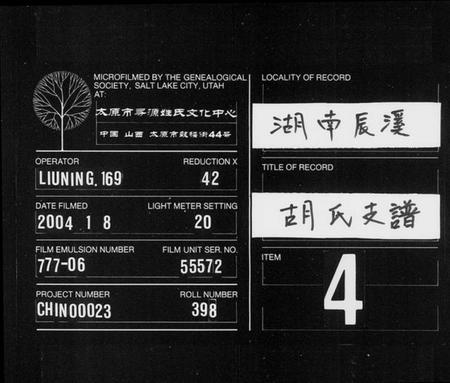 MICROFILMED BY THE GENEALOGICAL
SOCIETY, SALT LAKE CITY, UTAH
AT:
太原市寻源姓氏文化中心
中国 山西 太原市鼓楼街44号
OPERATOR
REDUCTION X
LIUNING.169
42
DATE FILMED
LIGHT METER SETTING
2004 1 8
20
FILM EMULSION NUMBER
FILM UNIT SER. NO.
777-06
55572
PROJECT NUMBER
ROLL NUMBER
CHIN00023
398
LOCALITY OF RECORD
湖南辰溪
TITLE OF RECORD
胡氏支譜
ITEM
4